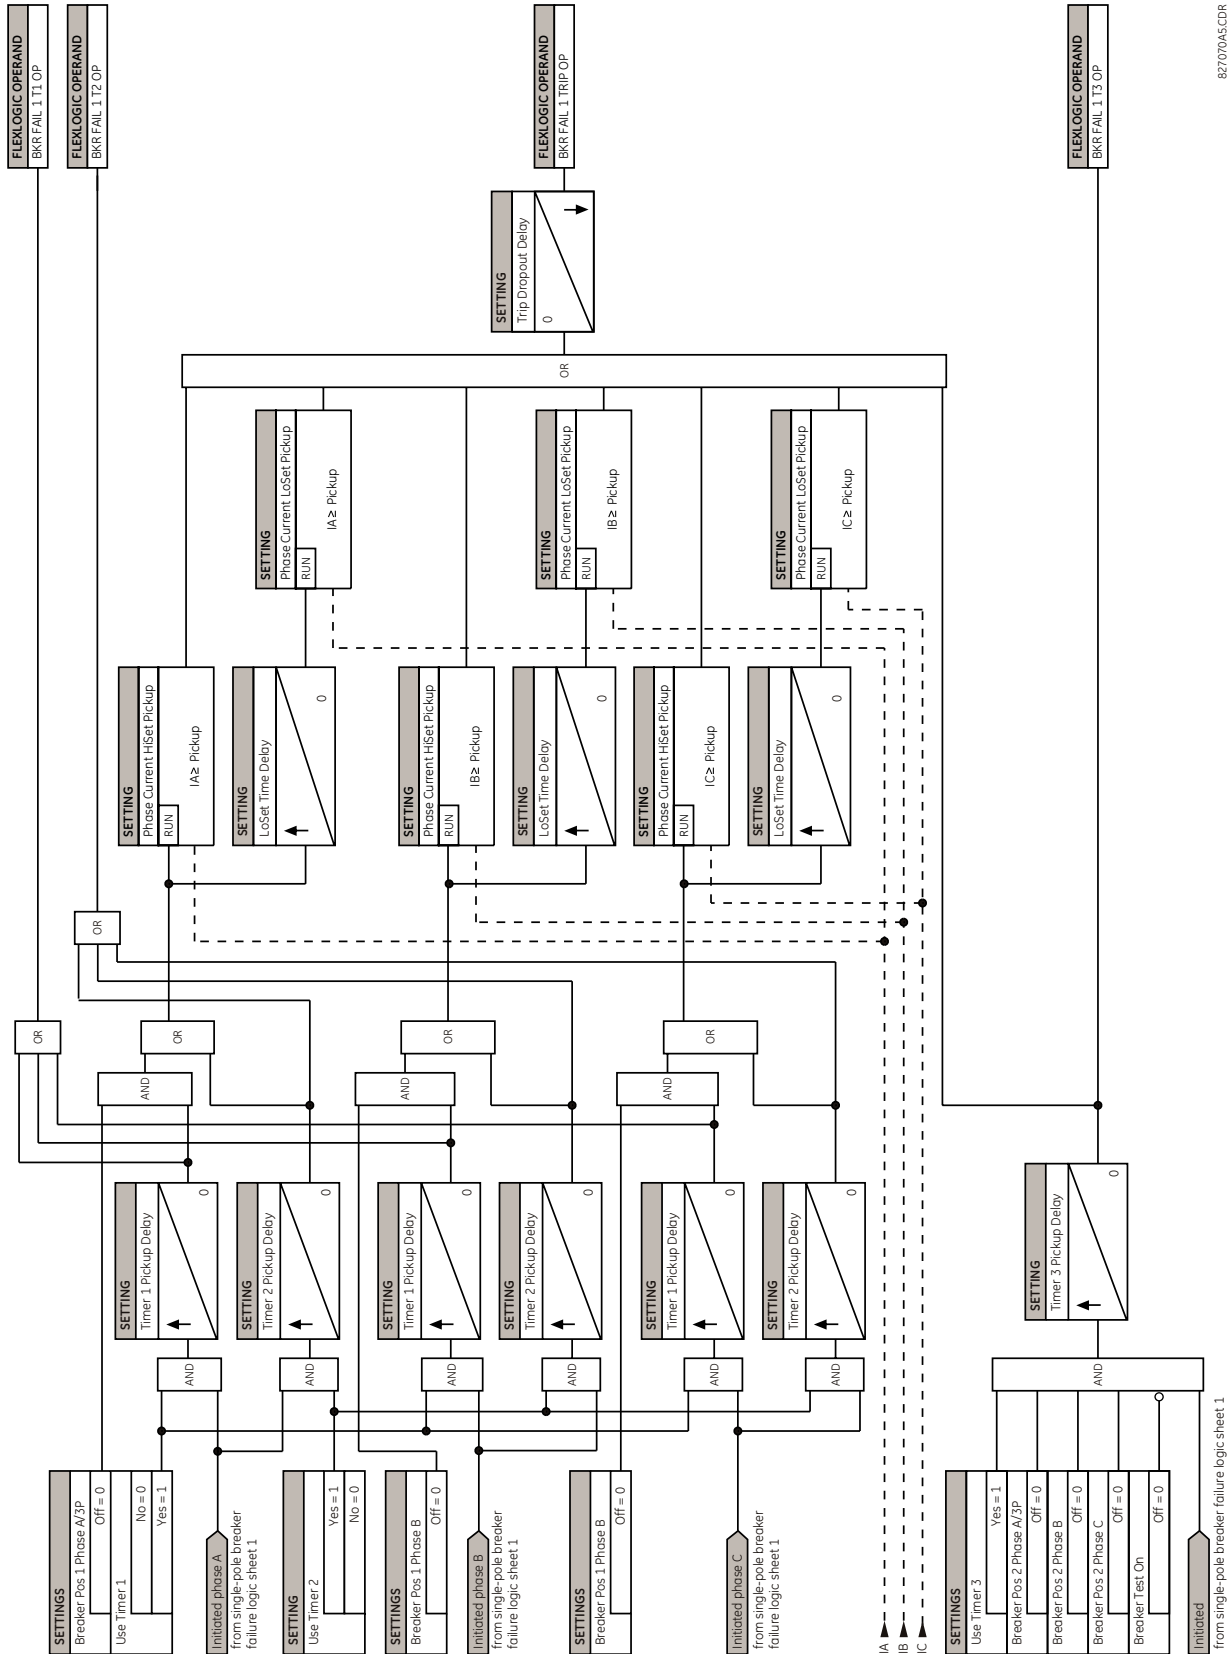 SETTINGS
Breaker Pos 1 Phase A/3P
Off = 0
Use Timer 1
No = 0
Yes = 1
Initiated phase A
from single-pole breaker
failure logic sheet 1
SETTING
Use Timer 2
Yes = 1
No = 0
SETTINGS
Breaker Pos 1 Phase B
Off = 0
Initiated phase B
from single-pole breaker
failure logic sheet 1
SETTINGS
Breaker Pos 1 Phase B
Off = 0
Initiated phase C
from single-pole breaker
failure logic sheet 1
IA
IB
IC
SETTINGS
Use Timer 3
Yes = 1
Breaker Pos 2 Phase A/3P
Off = 0
Breaker Pos 2 Phase B
Off = 0
Breaker Pos 2 Phase C
Off = 0
Breaker Test On
Off = 0
Initiated
from single-pole breaker failure logic sheet 1
AND
AND
AND
AND
AND
AND
AND
SETTING
Timer 1 Pickup Delay
0
SETTING
Timer 2 Pickup Delay
0
SETTING
Timer 1 Pickup Delay
0
SETTING
Timer 2 Pickup Delay
0
SETTING
Timer 1 Pickup Delay
0
SETTING
Timer 2 Pickup Delay
0
SETTING
Timer 3 Pickup Delay
0
AND
AND
AND
OR
OR
OR
OR
OR
SETTING
Phase Current HiSet Pickup
RUN
IA ≥ Pickup
SETTING
LoSet Time Delay
0
SETTING
Phase Current HiSet Pickup
RUN
IB ≥ Pickup
SETTING
LoSet Time Delay
0
SETTING
Phase Current HiSet Pickup
RUN
IC ≥ Pickup
SETTING
LoSet Time Delay
0
SETTING
Phase Current LoSet Pickup
RUN
IA ≥ Pickup
SETTING
Phase Current LoSet Pickup
RUN
IB ≥ Pickup
SETTING
Phase Current LoSet Pickup
RUN
IC ≥ Pickup
OR
SETTING
Trip Dropout Delay
0
FLEXLOGIC OPERAND
BKR FAIL 1 T1 OP
FLEXLOGIC OPERAND
BKR FAIL 1 T2 OP
FLEXLOGIC OPERAND
BKR FAIL 1 TRIP OP
FLEXLOGIC OPERAND
BKR FAIL 1 T3 OP
827070A5.CDR